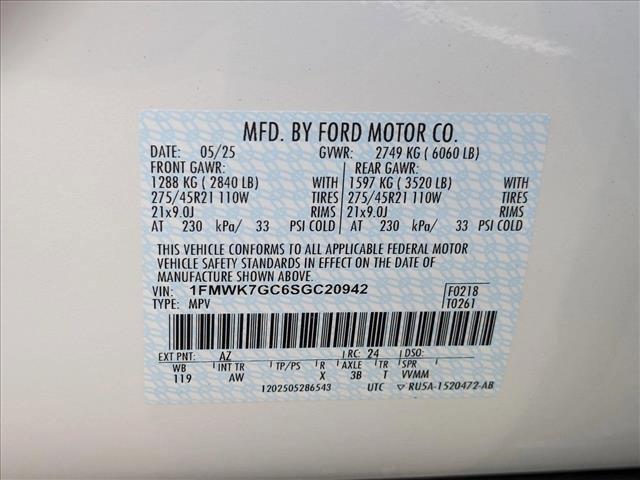 MFD. BY FORD MOTOR CO.
DATE: 05/25 GVWR: 2749 KG ( 6060 LB)
FRONT GAWR: REAR GAWR:
1288 KG ( 2840 LB) WITH 1597 KG ( 3520 LB) WITH
275/45R21 110W TIRES 275/45R21 110W TIRES
21x9.0J RIMS 21x9.0J RIMS
AT 230 kPa/ 33 PSI COLD AT 230 kPa/ 33 PSI COLD
THIS VEHICLE CONFORMS TO ALL APPLICABLE FEDERAL MOTOR
VEHICLE SAFETY STANDARDS IN EFFECT ON THE DATE OF
MANUFACTURE SHOWN ABOVE.
VIN: 1FMWK7GC6SGC20942 F0218
TYPE: MPV T0261
EXT PNT: AZ RC: 24 DSO:
WB INT TR TP/PS R AXLE TR SPR
119 AW X 3B T VVMM
1202505286543 UTC ▽ RU5A-1520472-AB